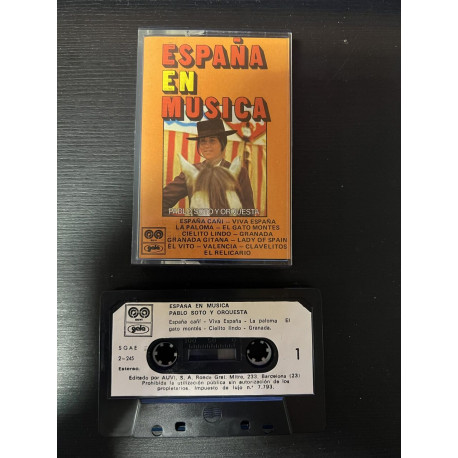 ESPAÑA
EN
MUSICA
PABLO SOTO Y ORQUESTA
ESPAÑA CAÑI - VIVA ESPAÑA
LA PALOMA - EL GATO MONTES
CIELITO LINDO - GRANADA
GRANADA GITANA - LADY OF SPAIN
EL VITO - VALENCIA - CLAVELITOS
EL RELICARIO
gala
ESPAÑA EN MUSICA
PABLO SOTO Y ORQUESTA
gala
España cañí - Viva España - La paloma El
gato montés - Cielito lindo - Granada.
S G A E
2-245
Estereo.
1
Editado por AUVI, S. A. Rosco Gral. Mitre, 233. Barcelona (23)
Prohibida la utilización pública sin autorización de los
propietarios. Impuesto de lujo n.º 7.793.